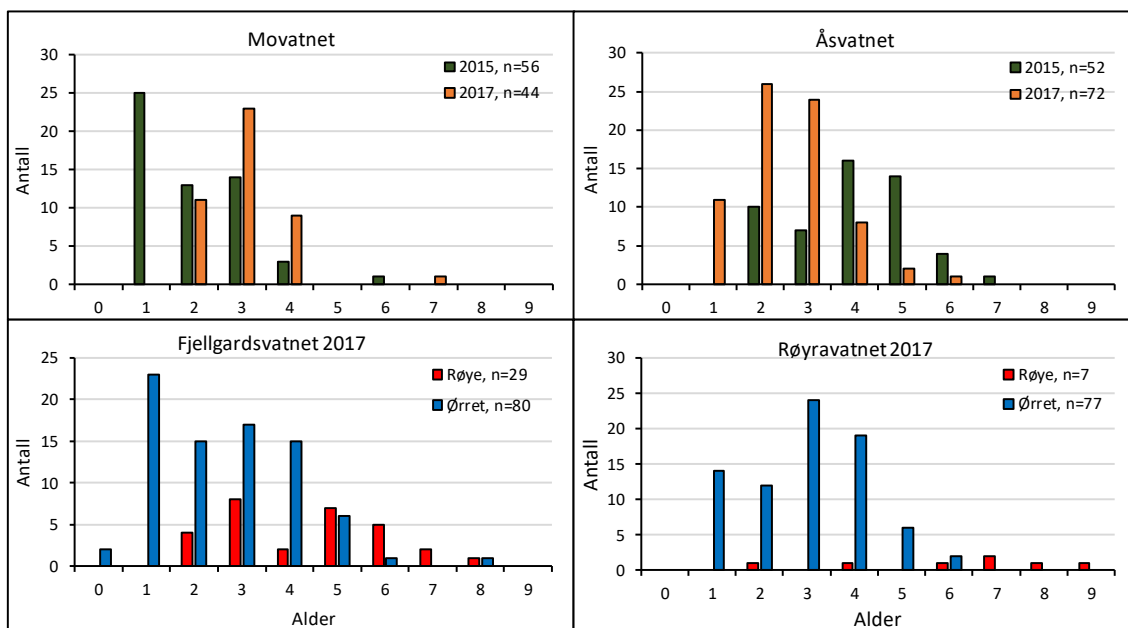 Movatnet
2015, n=56
2017, n=44
30
25
20
15
10
5
0
Antall
0 1 2 3 4 5 6 7 8 9
Åsvatnet
2015, n=52
2017, n=72
30
25
20
15
10
5
0
Antall
0 1 2 3 4 5 6 7 8 9
Fjellgardsvatnet 2017
Røye, n=29
Ørret, n=80
25
20
15
10
5
0
Antall
0 1 2 3 4 5 6 7 8 9
Alder
Røyravatnet 2017
Røye, n=7
Ørret, n=77
30
25
20
15
10
5
0
Antall
0 1 2 3 4 5 6 7 8 9
Alder